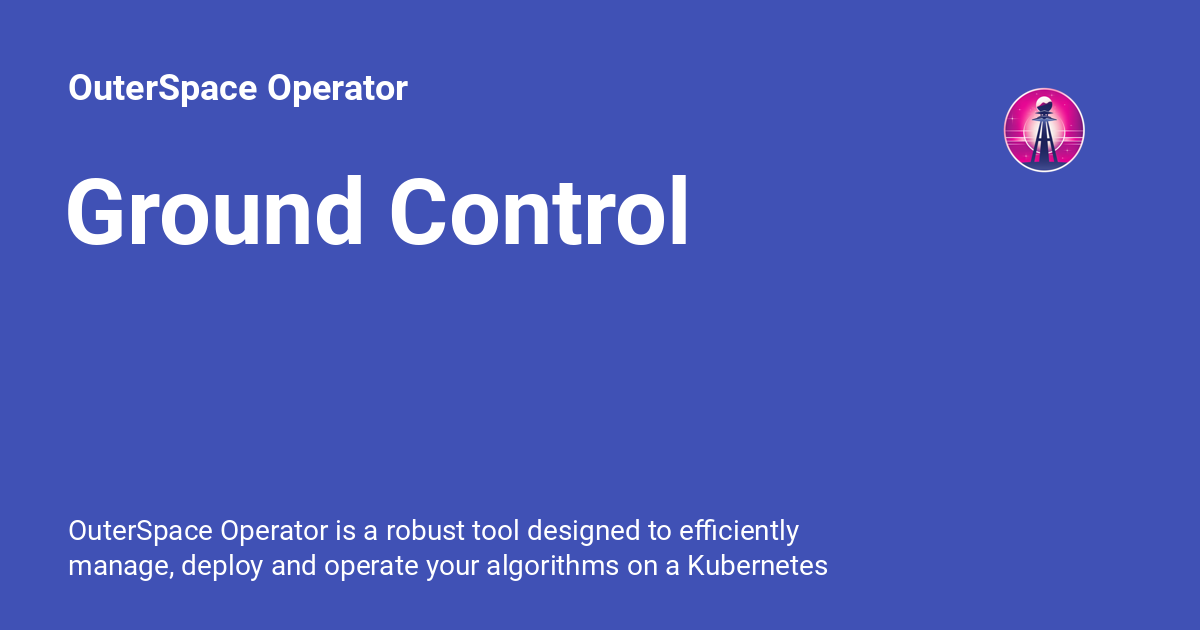 OuterSpace Operator
Ground Control
OuterSpace Operator is a robust tool designed to efficiently
manage, deploy and operate your algorithms on a Kubernetes